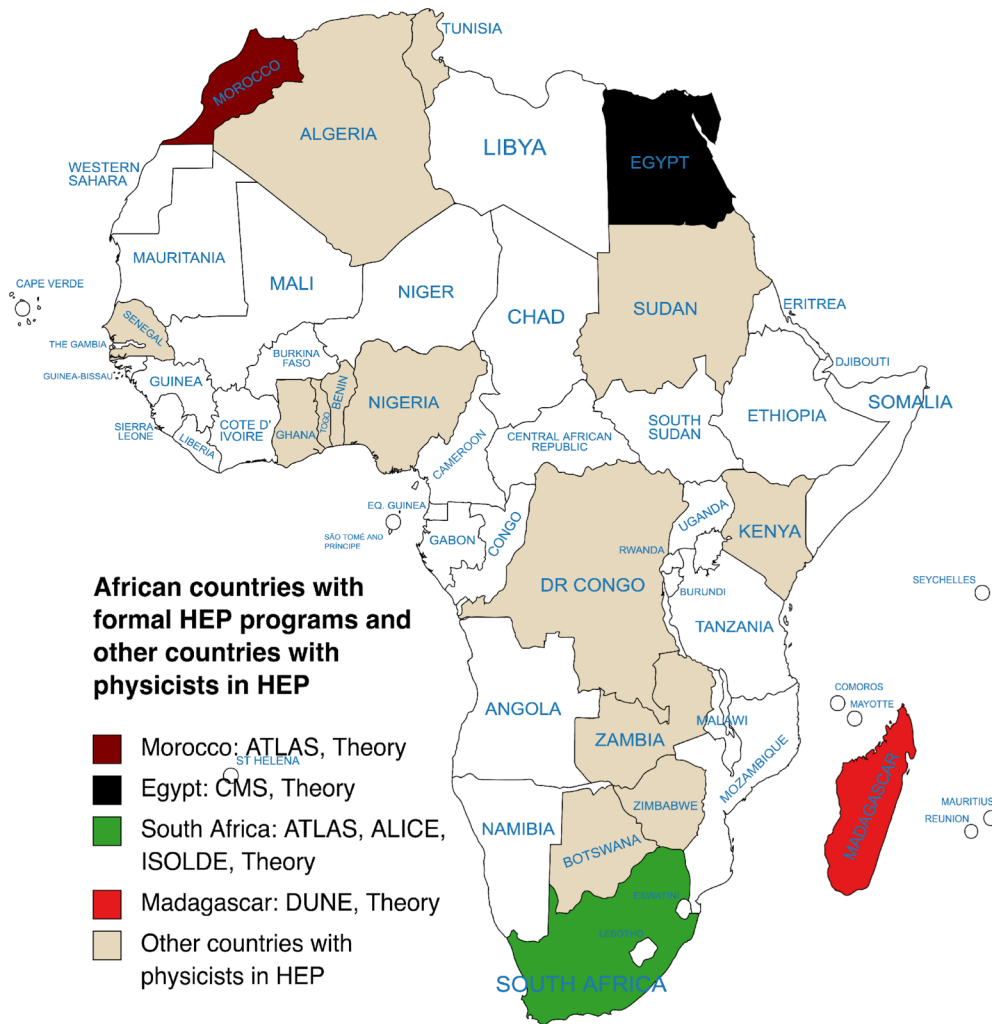 TUNISIA
MOROCCO
ALGERIA
LIBYA
EGYPT
WESTERN
SAHARA
MAURITANIA
MALI
NIGER
CHAD
SUDAN
ERITREA
CAPE VERDE
SENEGAL
THE GAMBIA
GUINEA-BISSAU
GUINEA
BURKINA
FASO
BENIN
TOGO
GHANA
NIGERIA
DJIBOUTI
SOMALIA
ETHIOPIA
SOUTH
SUDAN
CENTRAL AFRICAN
REPUBLIC
CAMEROON
COTE D'
IVOIRE
SIERRA
LEONE
LIBERIA
EQ. GUINEA
SÃO TOMÉ AND
PRÍNCIPE
GABON
CONGO
UGANDA
KENYA
RWANDA
DR CONGO
BURUNDI
TANZANIA
SEYCHELLES
COMOROS
MAYOTTE
ANGOLA
ZAMBIA
MALAWI
MOZAMBIQUE
MADAGASCAR
MAURITIUS
REUNION
ZIMBABWE
NAMIBIA
BOTSWANA
ESWATINI
LESOTHO
SOUTH AFRICA
African countries with
formal HEP programs and
other countries with
physicists in HEP
Morocco: ATLAS, Theory
ST HELENA
Egypt: CMS, Theory
South Africa: ATLAS, ALICE,
ISOLDE, Theory
Madagascar: DUNE, Theory
Other countries with
physicists in HEP